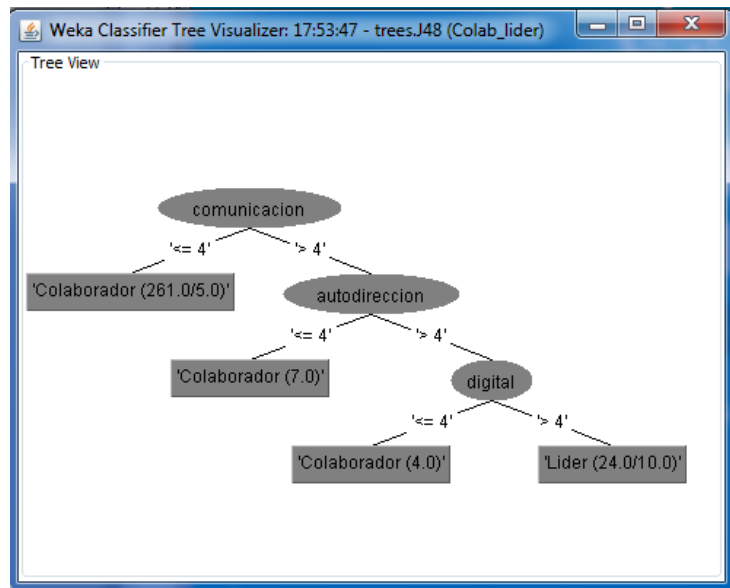 Weka Classifier Tree Visualizer: 17:53:47 - trees.J48 (Colab_lider)
Tree View
comunicacion
'<= 4' '> 4'
'Colaborador (261.0/5.0)'
autodireccion
'<= 4' '> 4'
'Colaborador (7.0)'
digital
'<= 4' '> 4'
'Colaborador (4.0)' 'Lider (24.0/10.0)'